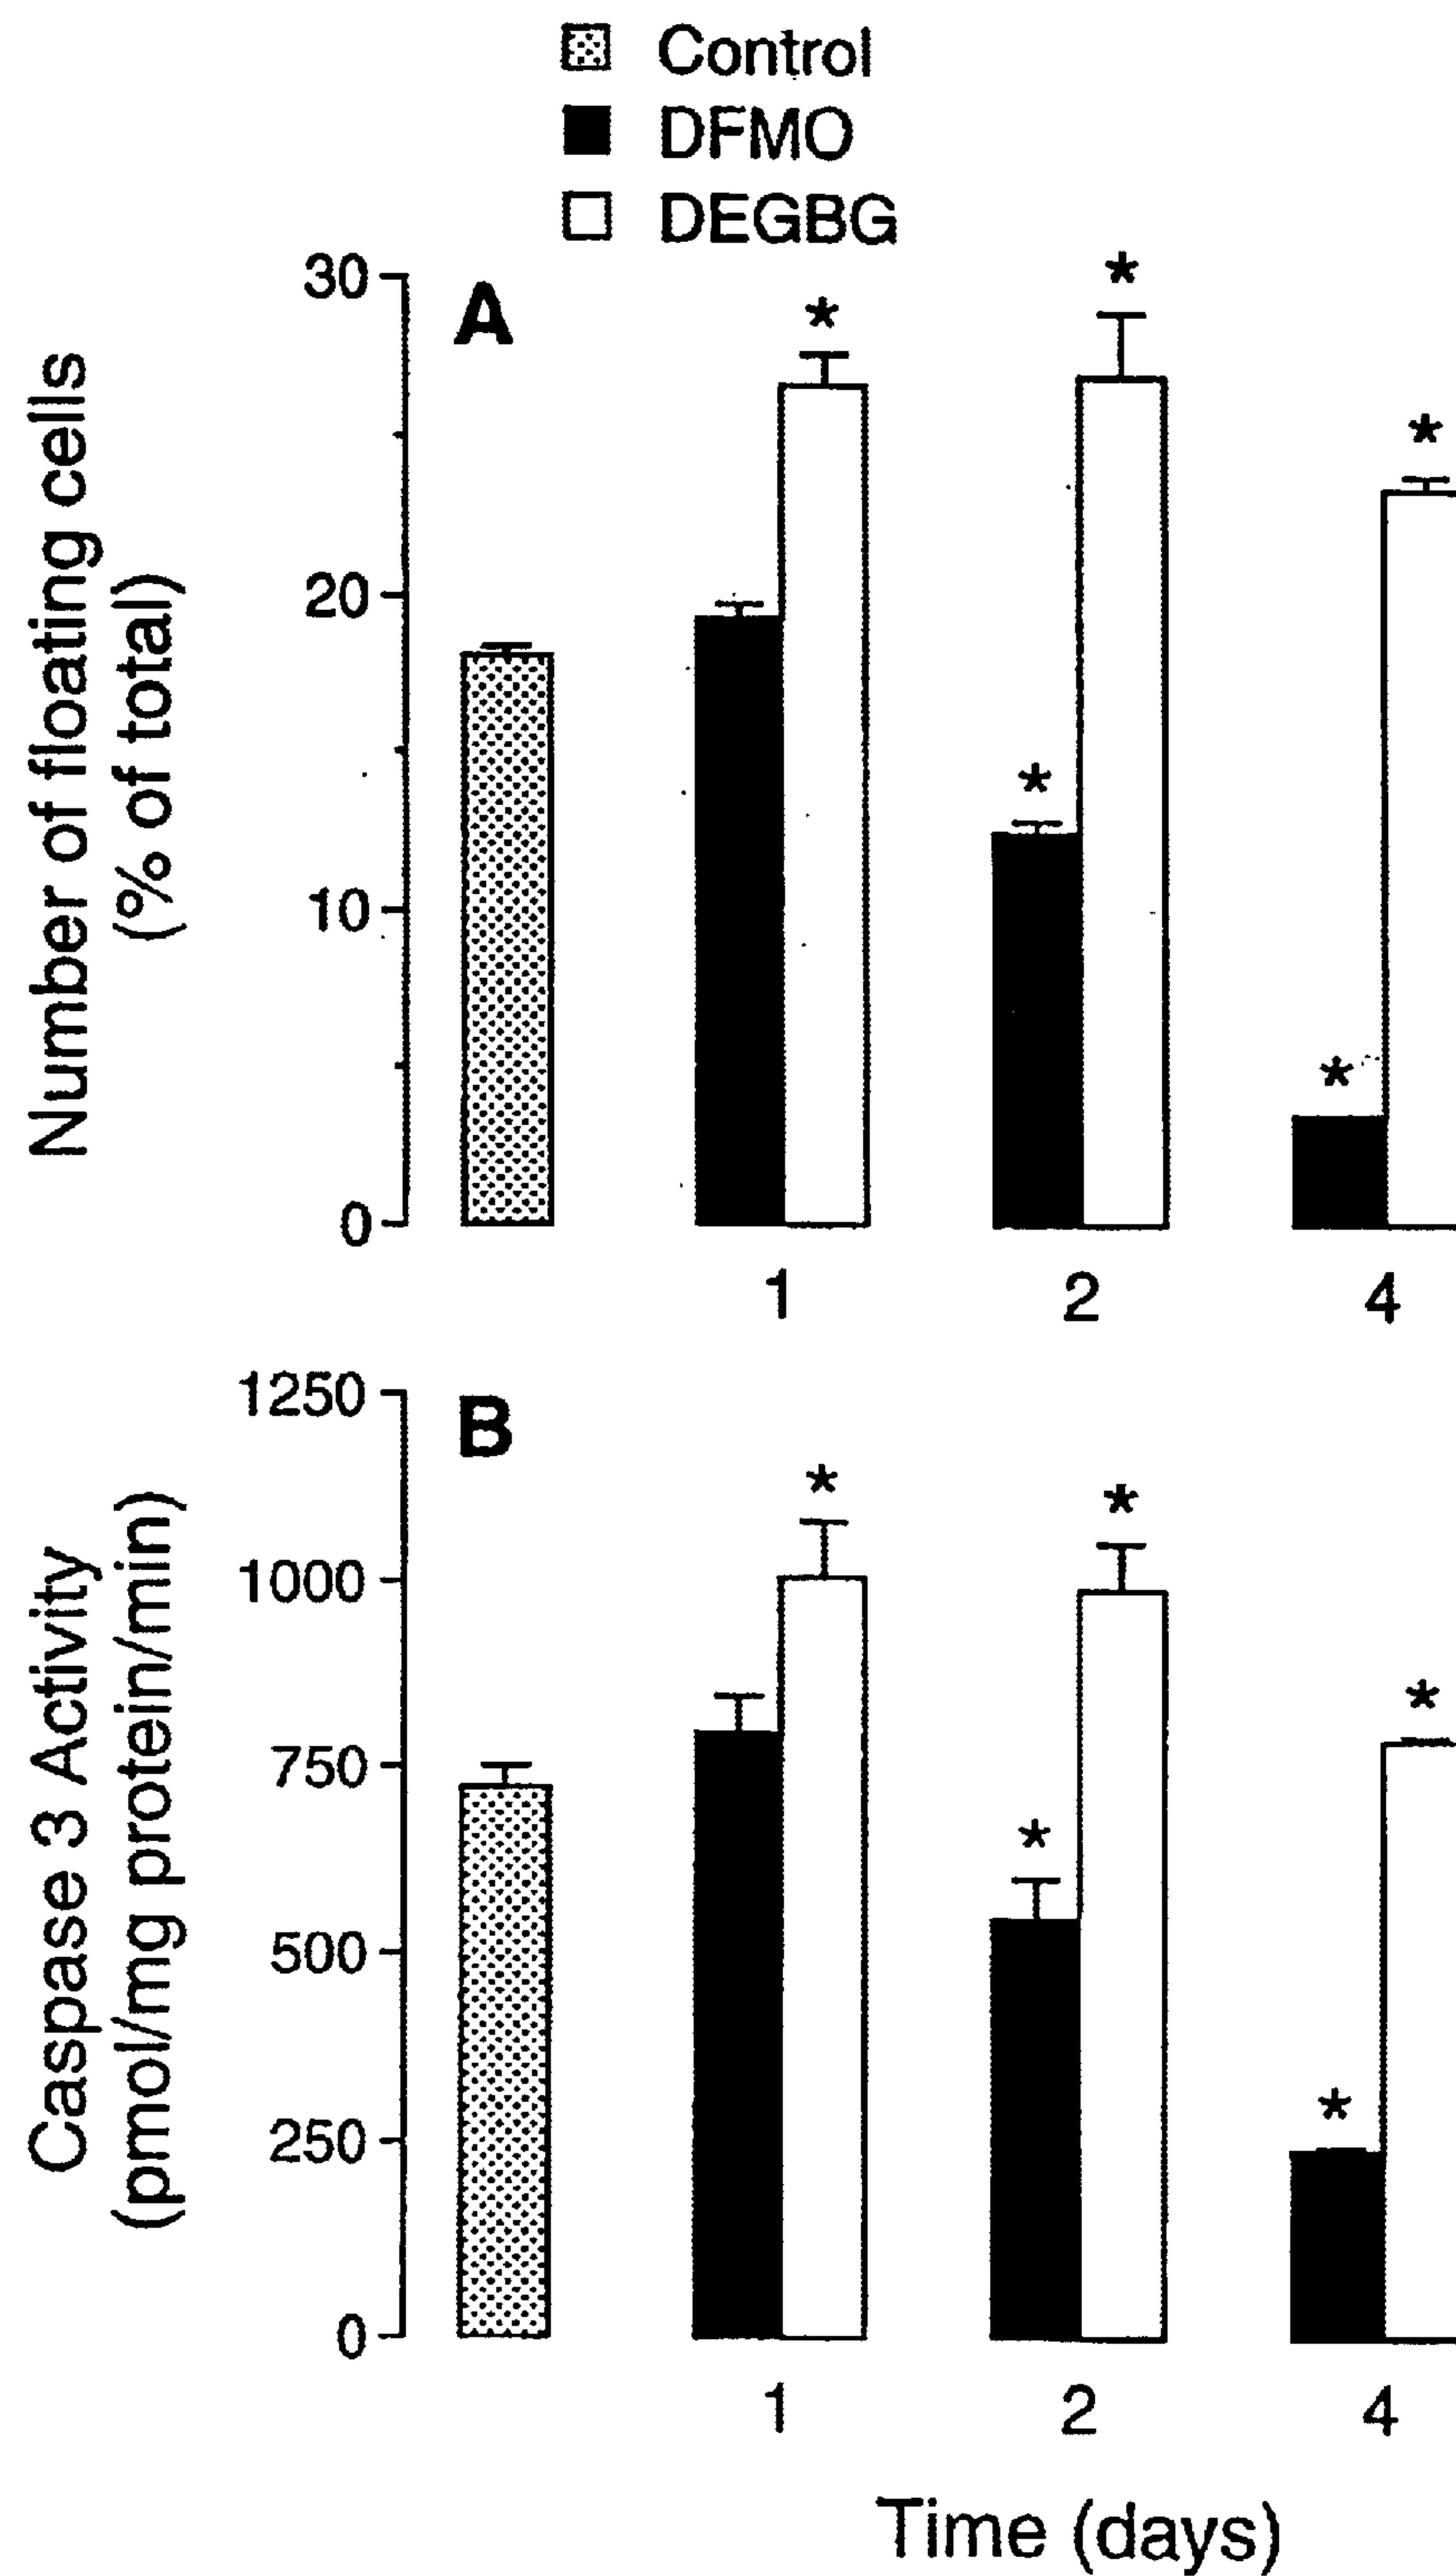 Control
DFMO
DEGBG
A
Number of floating cells
(% of total)
30
20
10
0
*
*
*
*
*
1
2
4
B
Caspase 3 Activity
(pmol/mg protein/min)
1250
1000
750
500
250
0
*
*
*
*
*
1
2
4
Time (days)